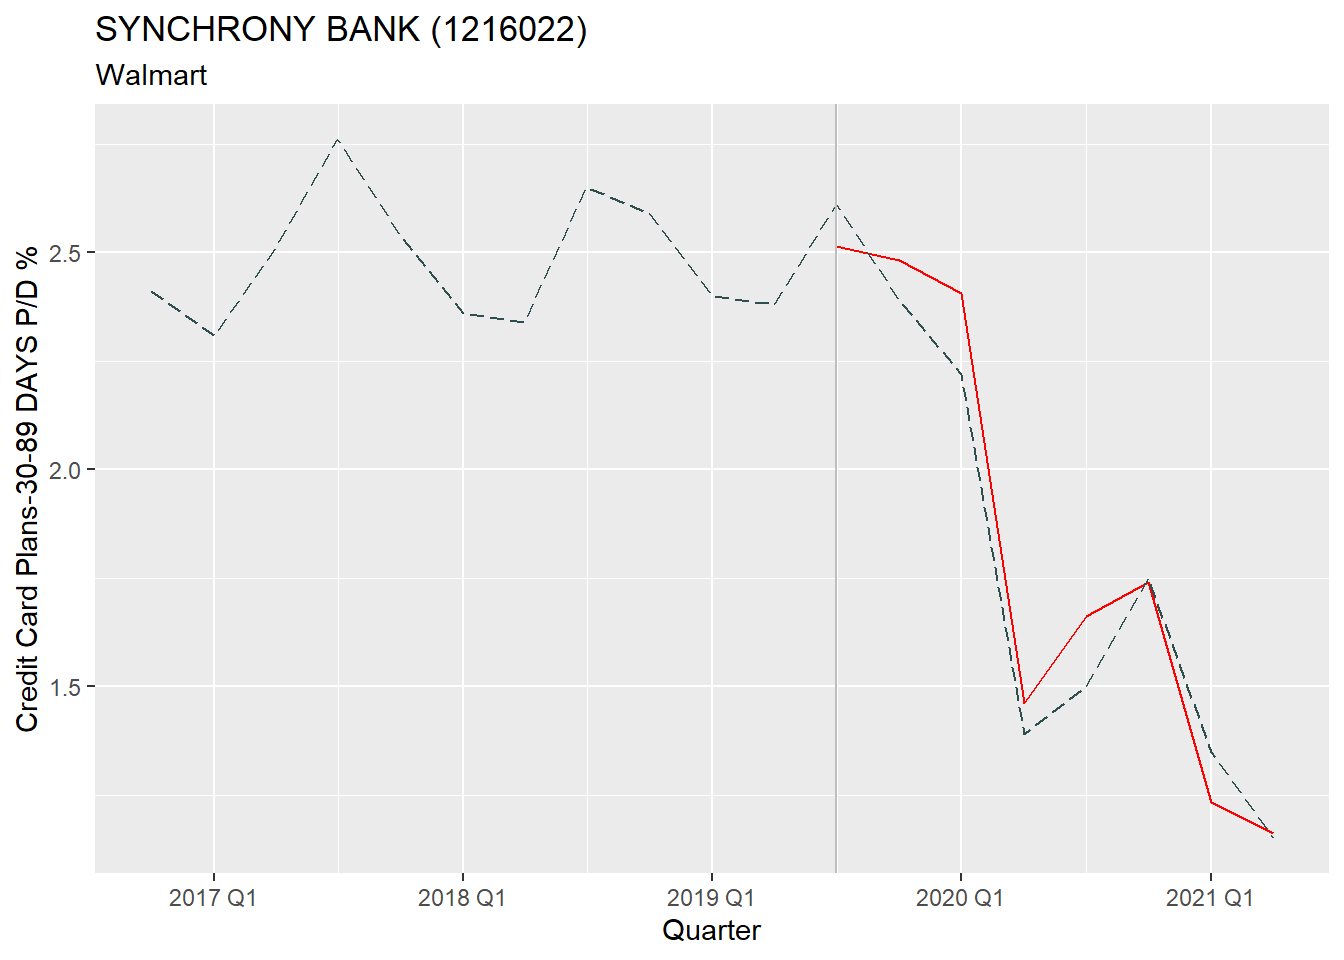 SYNCHRONY BANK (1216022)
Walmart
Credit Card Plans-30-89 DAYS P/D %
2.5
2.0
1.5
2017 Q1
2018 Q1
2019 Q1
2020 Q1
2021 Q1
Quarter